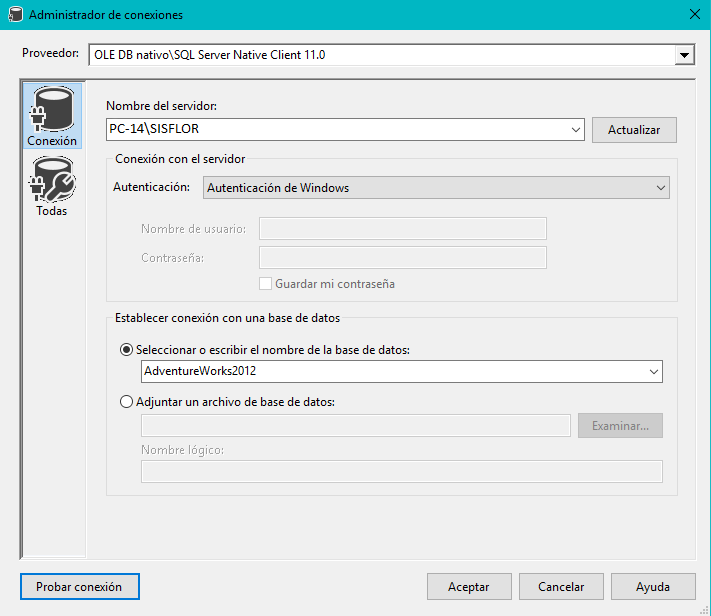 Administrador de conexiones
Proveedor: OLE DB nativo\SQL Server Native Client 11.0
Conexión
Todas
Nombre del servidor:
PC-14\SISFLOR
Actualizar
Conexión con el servidor
Autenticación: Autenticación de Windows
Nombre de usuario:
Contraseña:
Guardar mi contraseña
Establecer conexión con una base de datos
Seleccionar o escribir el nombre de la base de datos:
AdventureWorks2012
Adjuntar un archivo de base de datos:
Examinar...
Nombre lógico:
Probar conexión
Aceptar
Cancelar
Ayuda